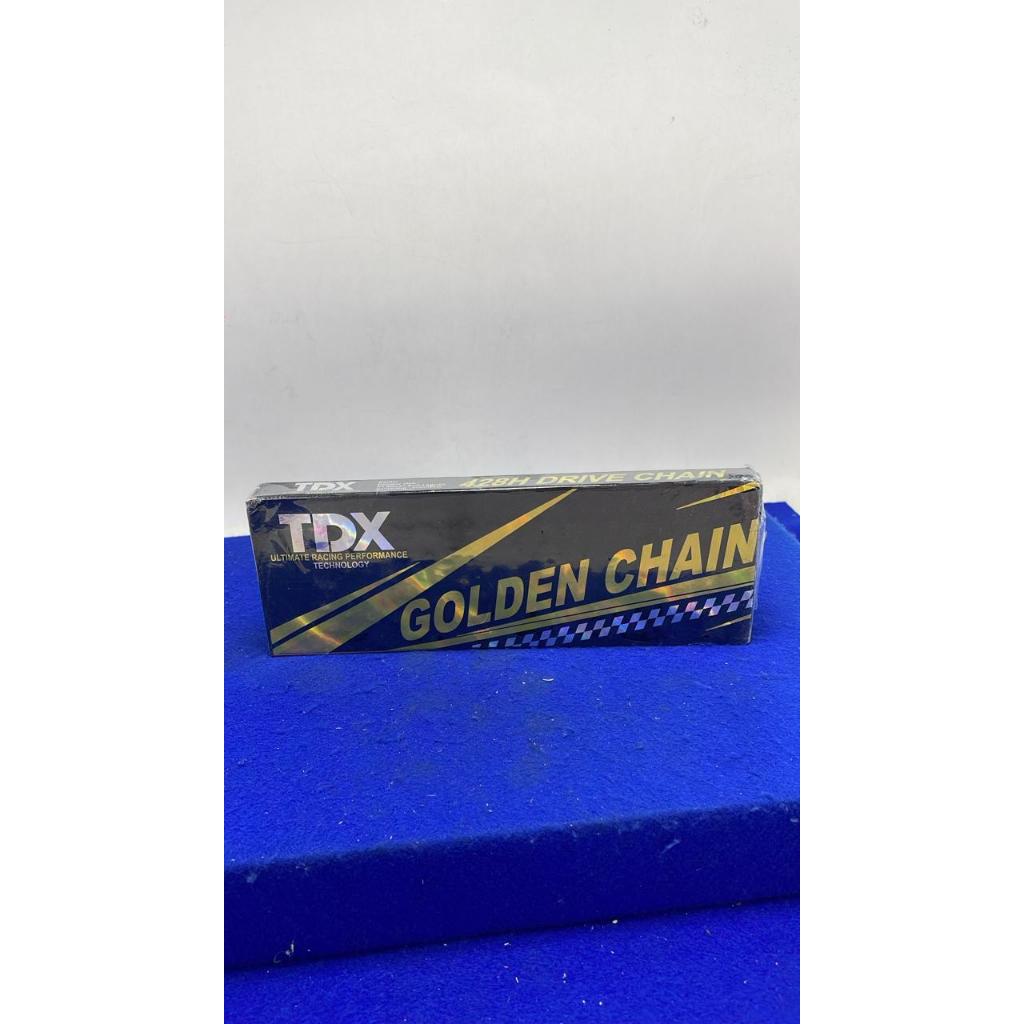 TDX
428H DRIVE CHAIN
TDX
ULTIMATE RACING PERFORMANCE
TECHNOLOGY
GOLDEN CHAIN